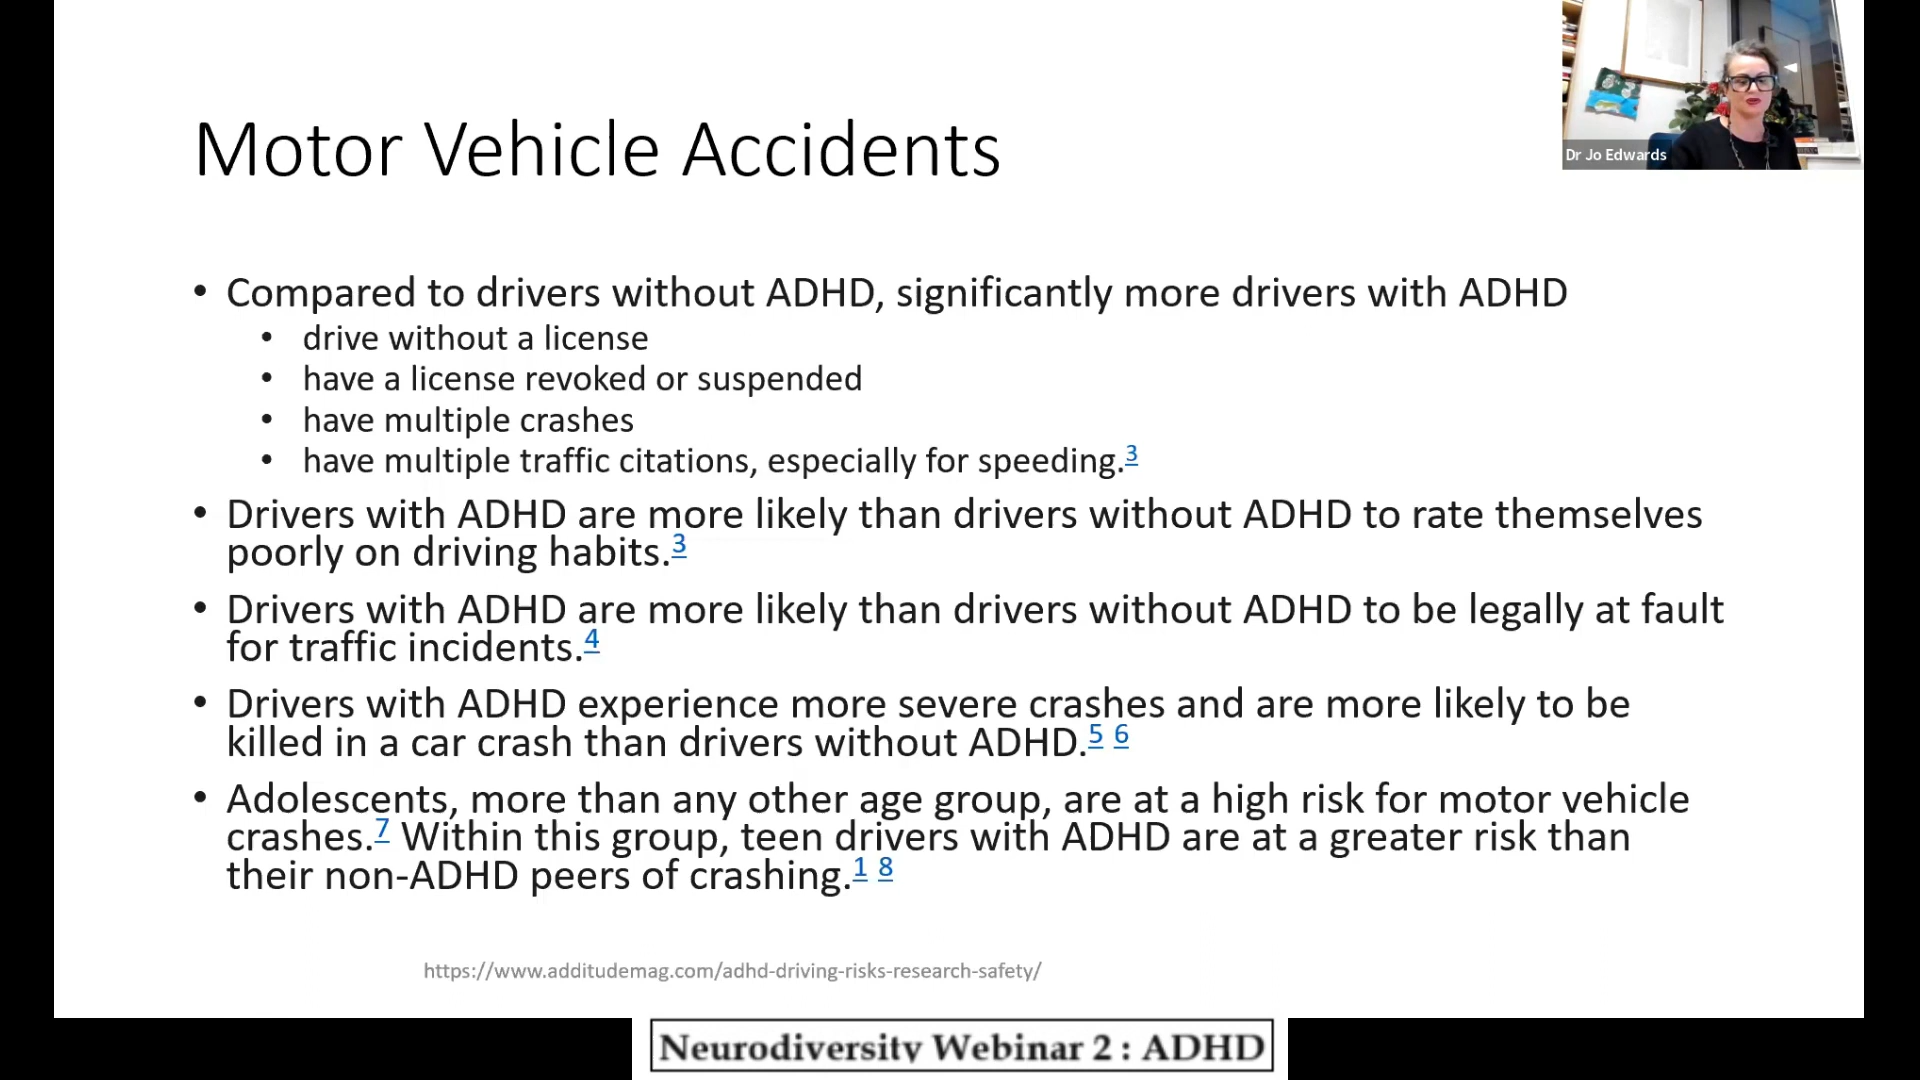 Dr Jo Edwards
Motor Vehicle Accidents
• Compared to drivers without ADHD, significantly more drivers with ADHD
• drive without a license
• have a license revoked or suspended
• have multiple crashes
• have multiple traffic citations, especially for speeding.3
• Drivers with ADHD are more likely than drivers without ADHD to rate themselves
poorly on driving habits.3
• Drivers with ADHD are more likely than drivers without ADHD to be legally at fault
for traffic incidents.4
• Drivers with ADHD experience more severe crashes and are more likely to be
killed in a car crash than drivers without ADHD.5 6
• Adolescents, more than any other age group, are at a high risk for motor vehicle
crashes.7 Within this group, teen drivers with ADHD are at a greater risk than
their non-ADHD peers of crashing.1 8
https://www.additudemag.com/adhd-driving-risks-research-safety/
Neurodiversity Webinar 2 : ADHD